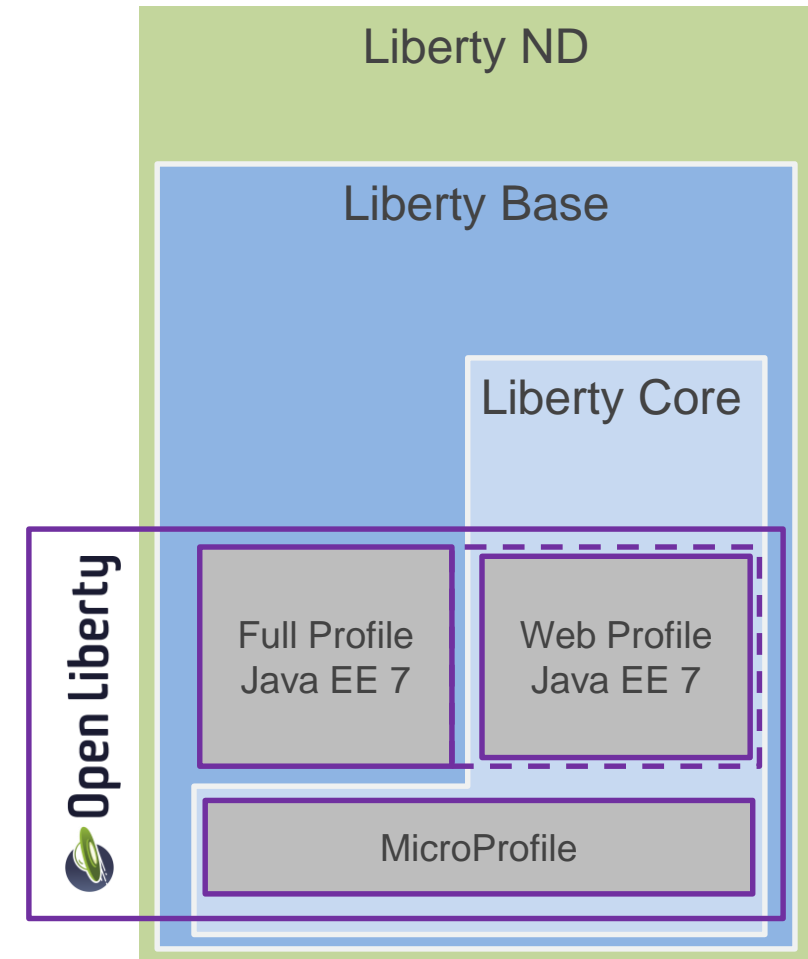 Liberty ND
Liberty Base
Liberty Core
Open Liberty
Full Profile
Java EE 7
Web Profile
Java EE 7
MicroProfile